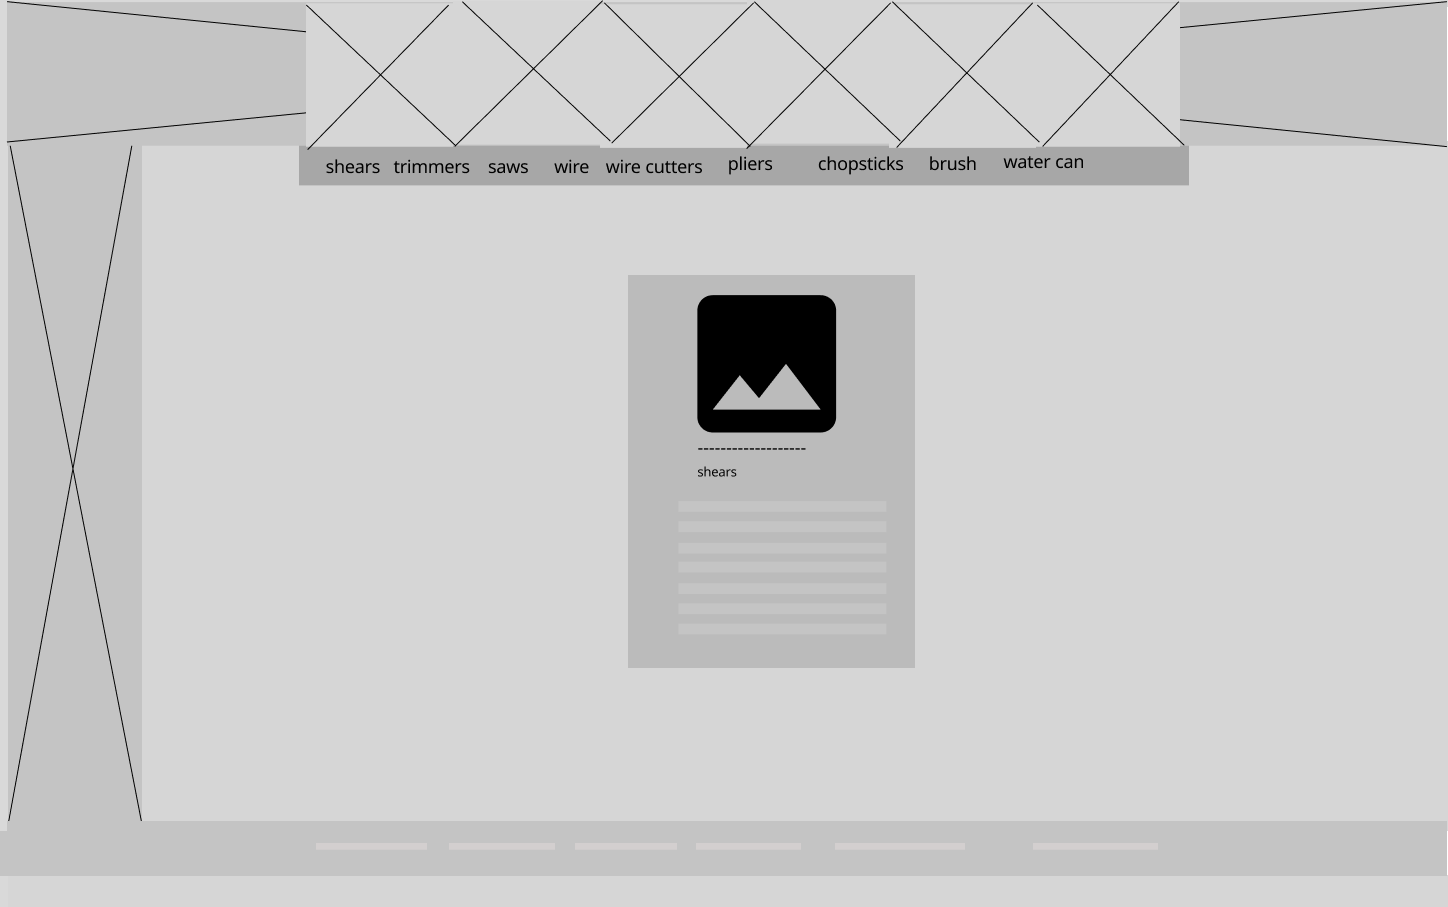 shears trimmers saws wire wire cutters pliers chopsticks brush water can
-------------------
shears